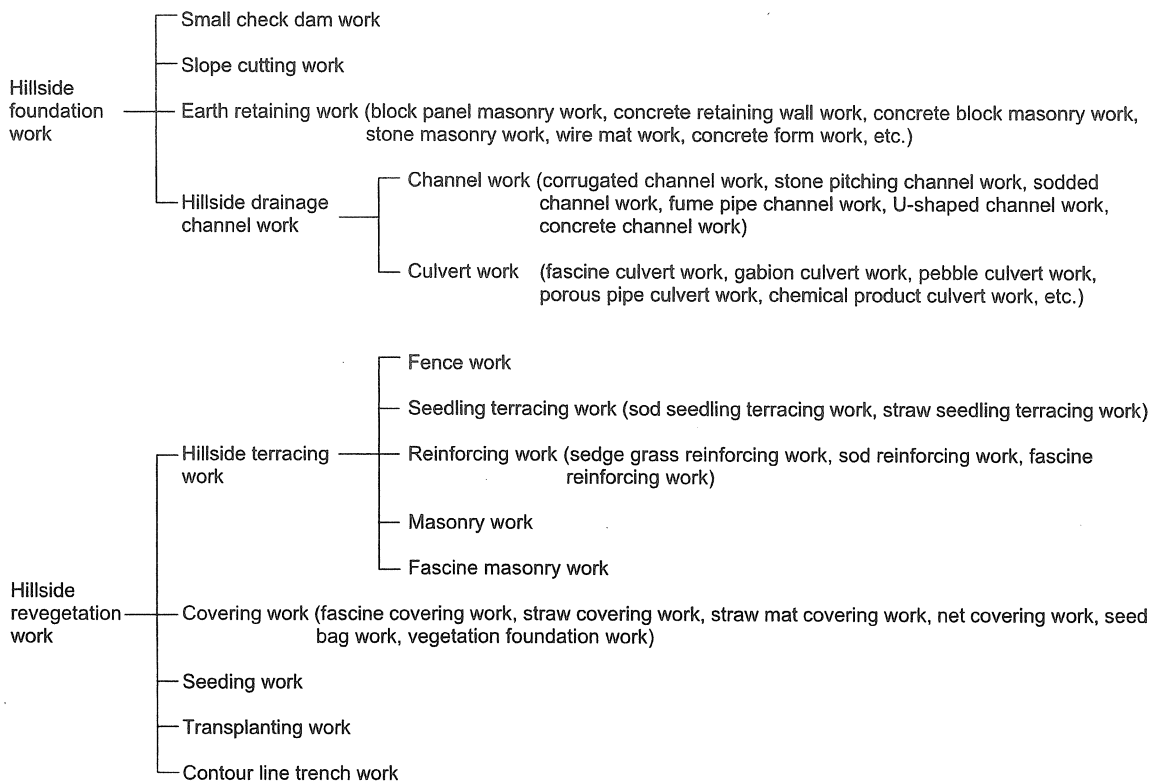 Small check dam work
Slope cutting work
Hillside
foundation
work
Earth retaining work (block panel masonry work, concrete retaining wall work, concrete block masonry work,
stone masonry work, wire mat work, concrete form work, etc.)
Hillside drainage
channel work
Channel work (corrugated channel work, stone pitching channel work, sodded
channel work, fume pipe channel work, U-shaped channel work,
concrete channel work)
Culvert work (fascine culvert work, gabion culvert work, pebble culvert work,
porous pipe culvert work, chemical product culvert work, etc.)
Hillside
revegetation
work
Hillside terracing
work
Fence work
Seedling terracing work (sod seedling terracing work, straw seedling terracing work)
Reinforcing work (sedge grass reinforcing work, sod reinforcing work, fascine
reinforcing work)
Masonry work
Fascine masonry work
Covering work (fascine covering work, straw covering work, straw mat covering work, net covering work, seed
bag work, vegetation foundation work)
Seeding work
Transplanting work
Contour line trench work